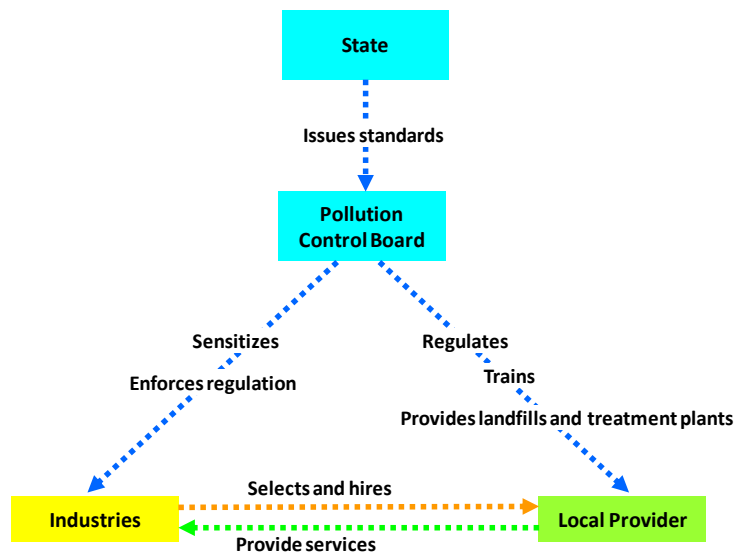 State
Issues standards
Pollution
Control Board
Sensitizes
Regulates
Enforces regulation
Trains
Provides landfills and treatment plants
Selects and hires
Industries
Local Provider
Provide services